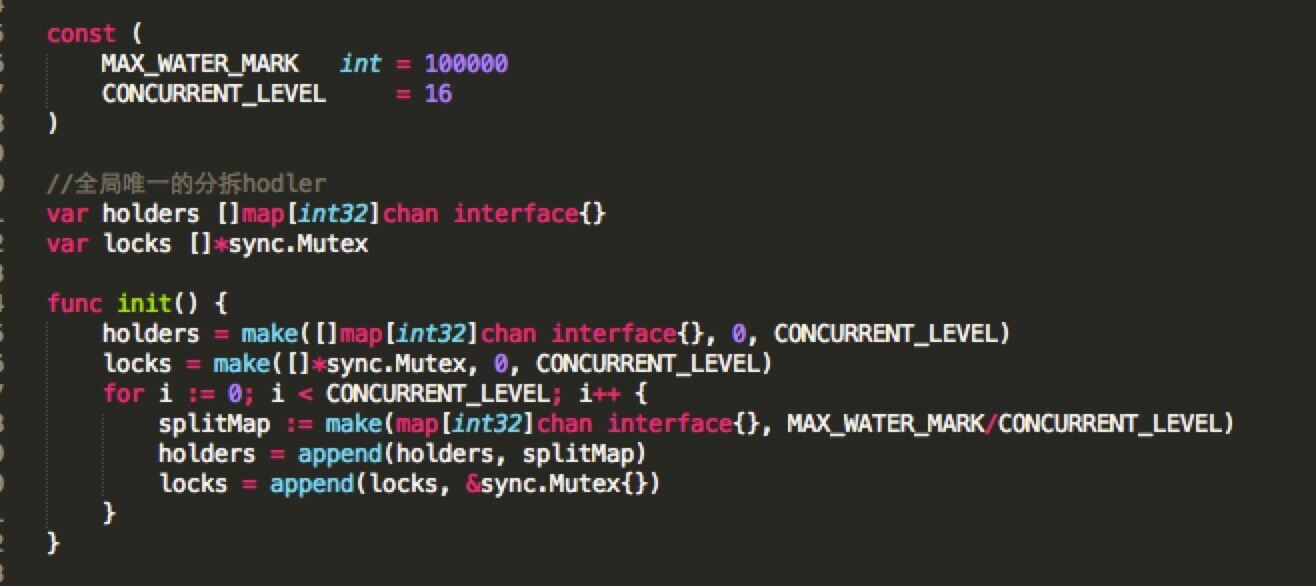 const (
    MAX_WATER_MARK   int = 100000
    CONCURRENT_LEVEL     = 16
)
//全局唯一的分拆hodler
var holders []map[int32]chan interface{}
var locks []*sync.Mutex
func init() {
    holders = make([]map[int32]chan interface{}, 0, CONCURRENT_LEVEL)
    locks = make([]*sync.Mutex, 0, CONCURRENT_LEVEL)
    for i := 0; i < CONCURRENT_LEVEL; i++ {
        splitMap := make(map[int32]chan interface{}, MAX_WATER_MARK/CONCURRENT_LEVEL)
        holders = append(holders, splitMap)
        locks = append(locks, &sync.Mutex{})
    }
}